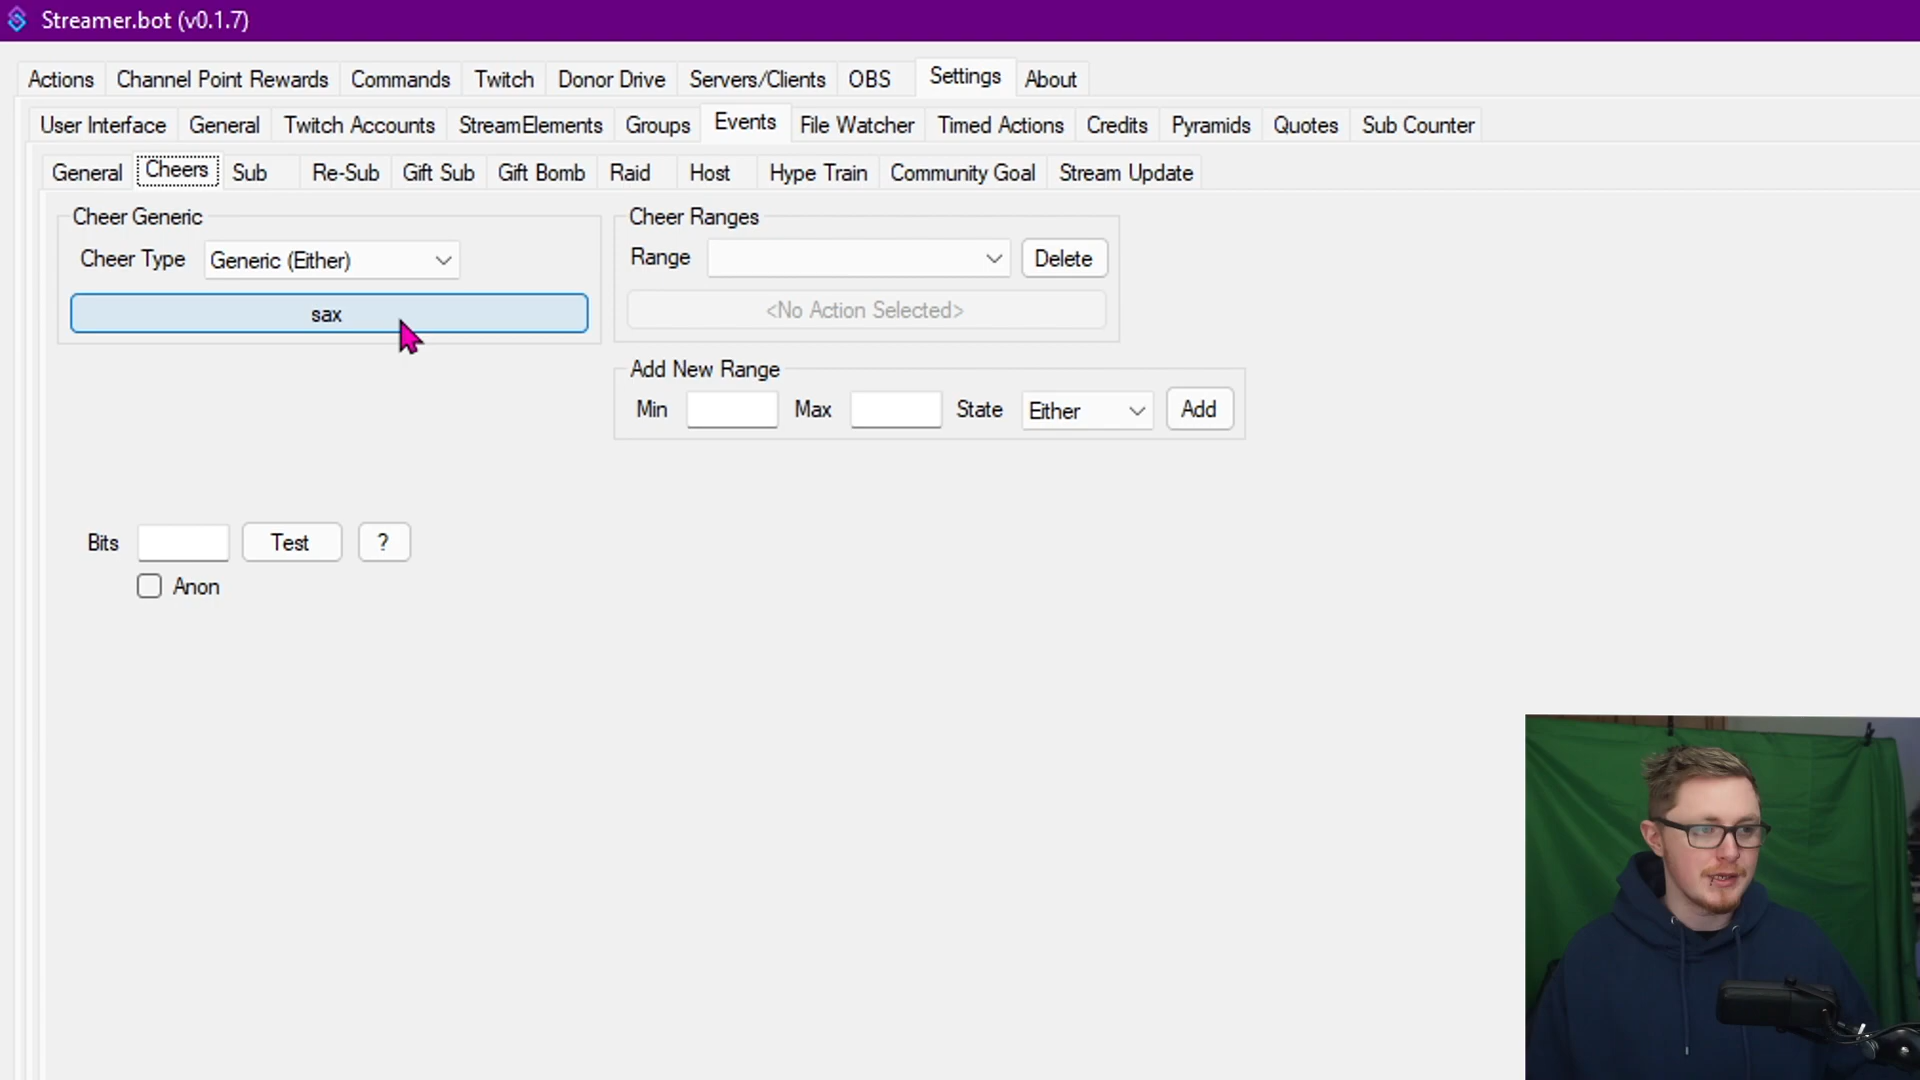 Streamer.bot (v0.1.7)
Actions Channel Point Rewards Commands Twitch Donor Drive Servers/Clients OBS Settings About
User Interface General Twitch Accounts StreamElements Groups Events File Watcher Timed Actions Credits Pyramids Quotes Sub Counter
General Cheers Sub Re-Sub Gift Sub Gift Bomb Raid Host Hype Train Community Goal Stream Update
Cheer Generic
Cheer Type Generic (Either)
sax
Cheer Ranges
Range Delete
<No Action Selected>
Add New Range
Min Max State Either Add
Bits Test ?
Anon